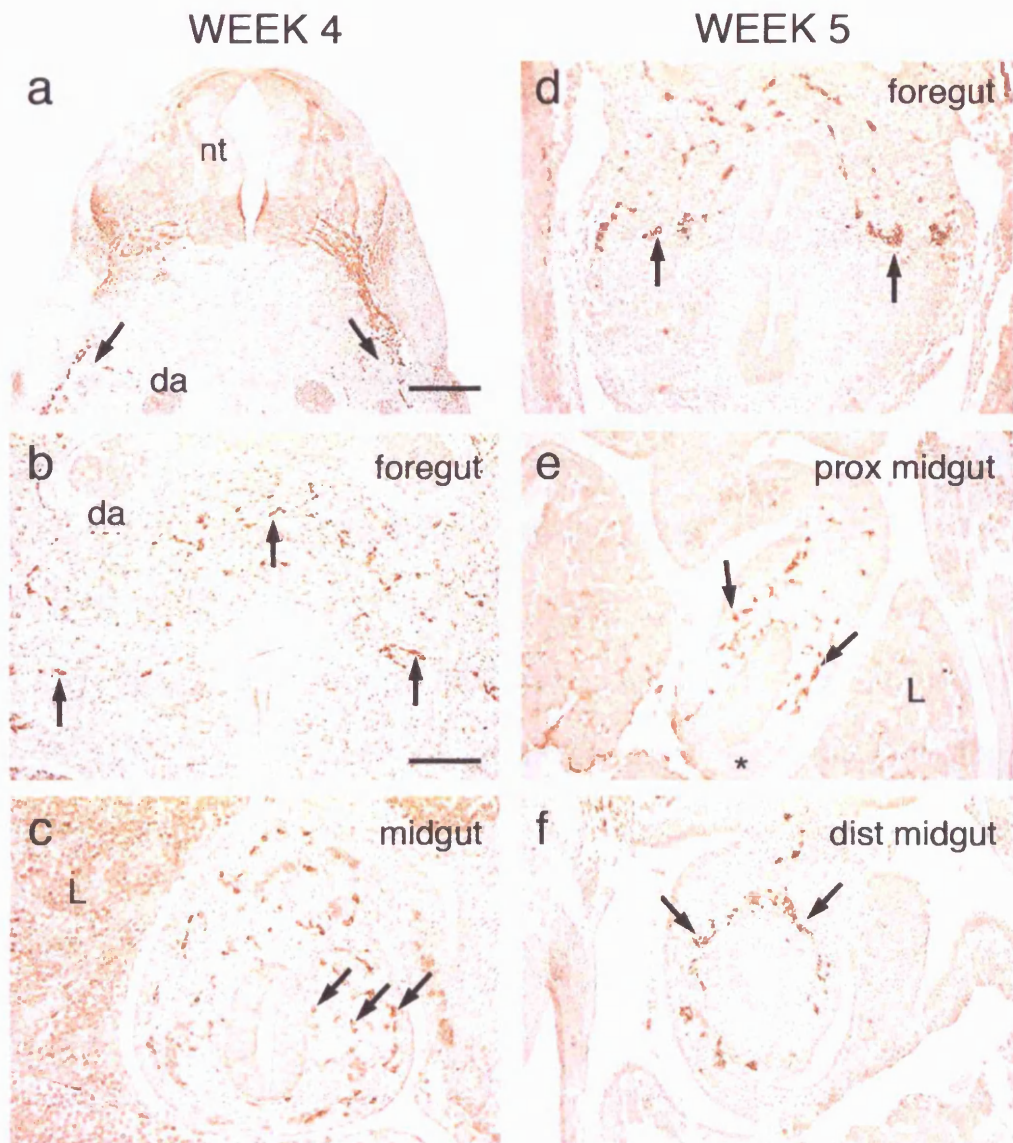 WEEK 4
WEEK 5
a
nt
da
b
foregut
da
c
midgut
L
d
foregut
e
prox midgut
L
*
f
dist midgut